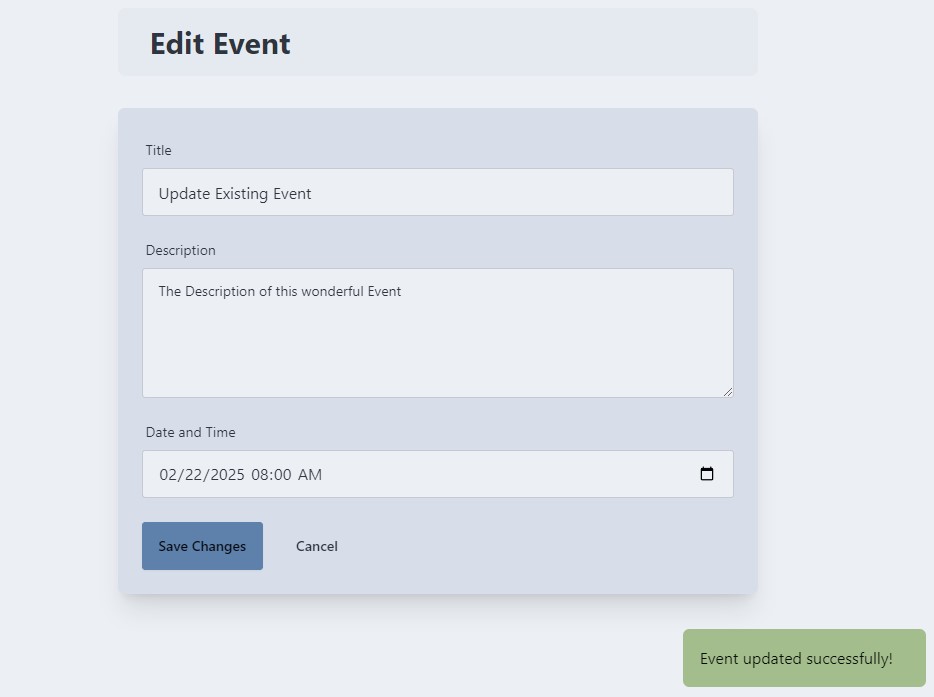 Edit Event
Title
Update Existing Event
Description
The Description of this wonderful Event
Date and Time
02/22/2025 08:00 AM
Save Changes
Cancel
Event updated successfully!